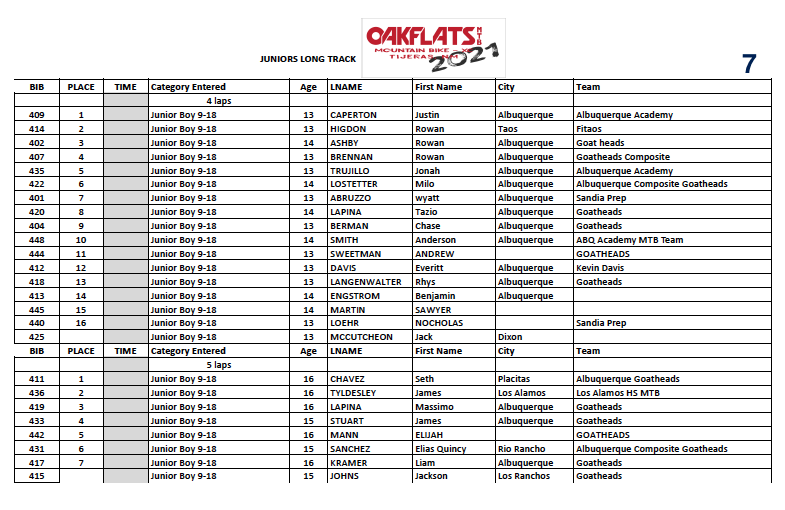 OAKFLATS MTB
MOUNTAIN BIKE - X
JUNIORS LONG TRACK TIJERAS, NM 2021 7
BIB PLACE TIME Category Entered Age LNAME First Name City Team
4 laps
409 1 Junior Boy 9-18 13 CAPERTON Justin Albuquerque Albuquerque Academy
414 2 Junior Boy 9-18 13 HIGDON Rowan Taos Fitaos
402 3 Junior Boy 9-18 14 ASHBY Rowan Albuquerque Goat heads
407 4 Junior Boy 9-18 13 BRENNAN Rowan Albuquerque Goatheads Composite
435 5 Junior Boy 9-18 13 TRUJILLO Jonah Albuquerque Albuquerque Academy
422 6 Junior Boy 9-18 14 LOSTETTER Milo Albuquerque Albuquerque Composite Goatheads
401 7 Junior Boy 9-18 13 ABRUZZO wyatt Albuquerque Sandia Prep
420 8 Junior Boy 9-18 14 LAPINA Tazio Albuquerque Goatheads
404 9 Junior Boy 9-18 13 BERMAN Chase Albuquerque Goatheads
448 10 Junior Boy 9-18 14 SMITH Anderson Albuquerque ABQ Academy MTB Team
444 11 Junior Boy 9-18 13 SWEETMAN ANDREW GOATHEADS
412 12 Junior Boy 9-18 13 DAVIS Everitt Albuquerque Kevin Davis
418 13 Junior Boy 9-18 13 LANGENWALTER Rhys Albuquerque Goatheads
413 14 Junior Boy 9-18 14 ENGSTROM Benjamin Albuquerque
445 15 Junior Boy 9-18 14 MARTIN SAWYER
440 16 Junior Boy 9-18 13 LOEHR NOCHOLAS Sandia Prep
425 Junior Boy 9-18 13 MCCUTCHEON Jack Dixon
BIB PLACE TIME Category Entered Age LNAME First Name City Team
5 laps
411 1 Junior Boy 9-18 16 CHAVEZ Seth Placitas Albuquerque Goatheads
436 2 Junior Boy 9-18 16 TYLDESLEY James Los Alamos Los Alamos HS MTB
419 3 Junior Boy 9-18 16 LAPINA Massimo Albuquerque Goatheads
433 4 Junior Boy 9-18 15 STUART James Albuquerque Goatheads
442 5 Junior Boy 9-18 16 MANN ELIJAH GOATHEADS
431 6 Junior Boy 9-18 15 SANCHEZ Elias Quincy Rio Rancho Albuquerque Composite Goatheads
417 7 Junior Boy 9-18 16 KRAMER Liam Albuquerque Goatheads
415 Junior Boy 9-18 15 JOHNS Jackson Los Ranchos Goatheads